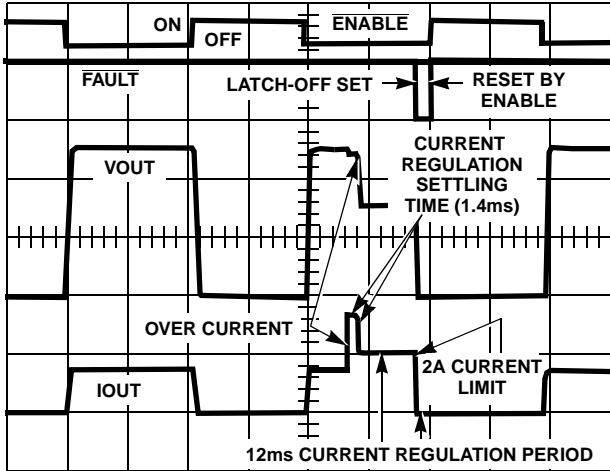 ON
OFF
ENABLE
FAULT
LATCH-OFF SET
RESET BY
ENABLE
VOUT
CURRENT
REGULATION
SETTLING
TIME (1.4ms)
OVER CURRENT
IOUT
2A CURRENT
LIMIT
12ms CURRENT REGULATION PERIOD